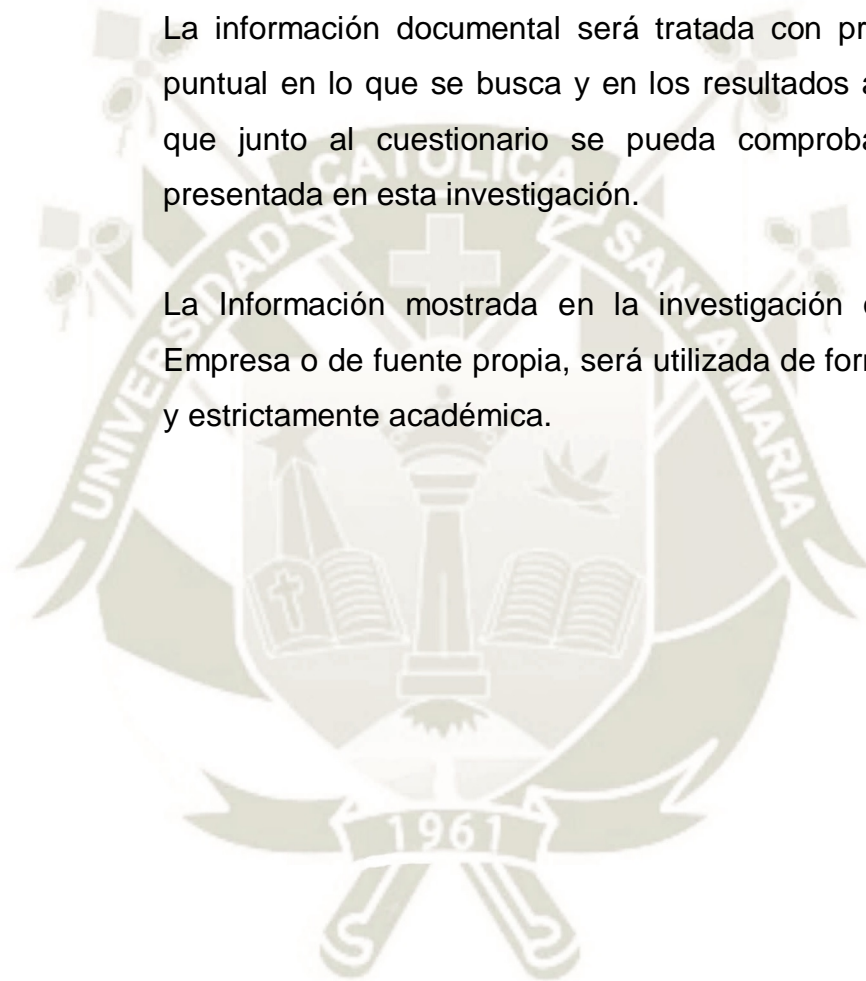 La información documental será tratada con pr
puntual en lo que se busca y en los resultados a
que junto al cuestionario se pueda comproba
presentada en esta investigación.
La Información mostrada en la investigación
Empresa o de fuente propia, será utilizada de for
y estrictamente académica.
UNIVERSIDAD CATOLICA SANTA MARIA
1961